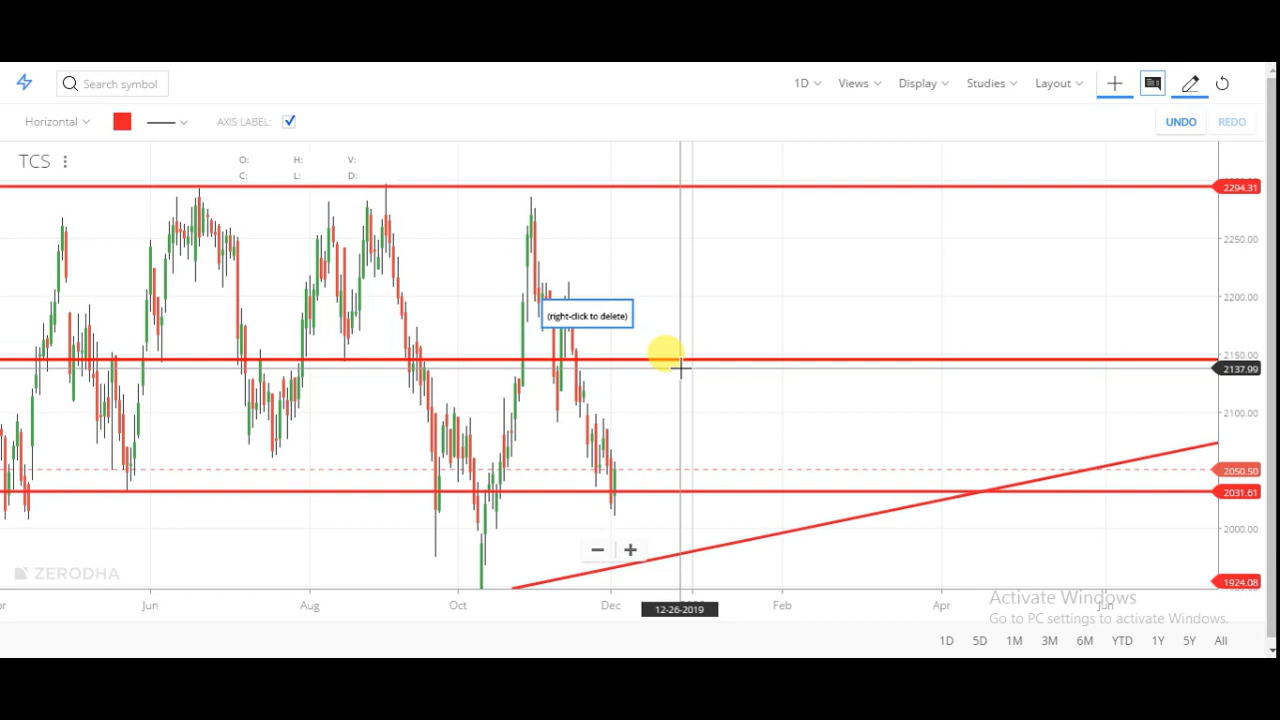 Search symbol
1D Views Display Studies Layout
Horizontal AXIS LABEL: UNDO REDO
TCS
O: H: V:
C: L: D:
2294.31
2250.00
2200.00
(right-click to delete)
2150.00
2137.99
2100.00
2050.50
2031.61
2000.00
ZERODHA
1924.08
Jun Aug Oct Dec Feb Apr Jun
12-26-2019
Activate Windows
Go to PC settings to activate Windows.
1D 5D 1M 3M 6M YTD 1Y 5Y All